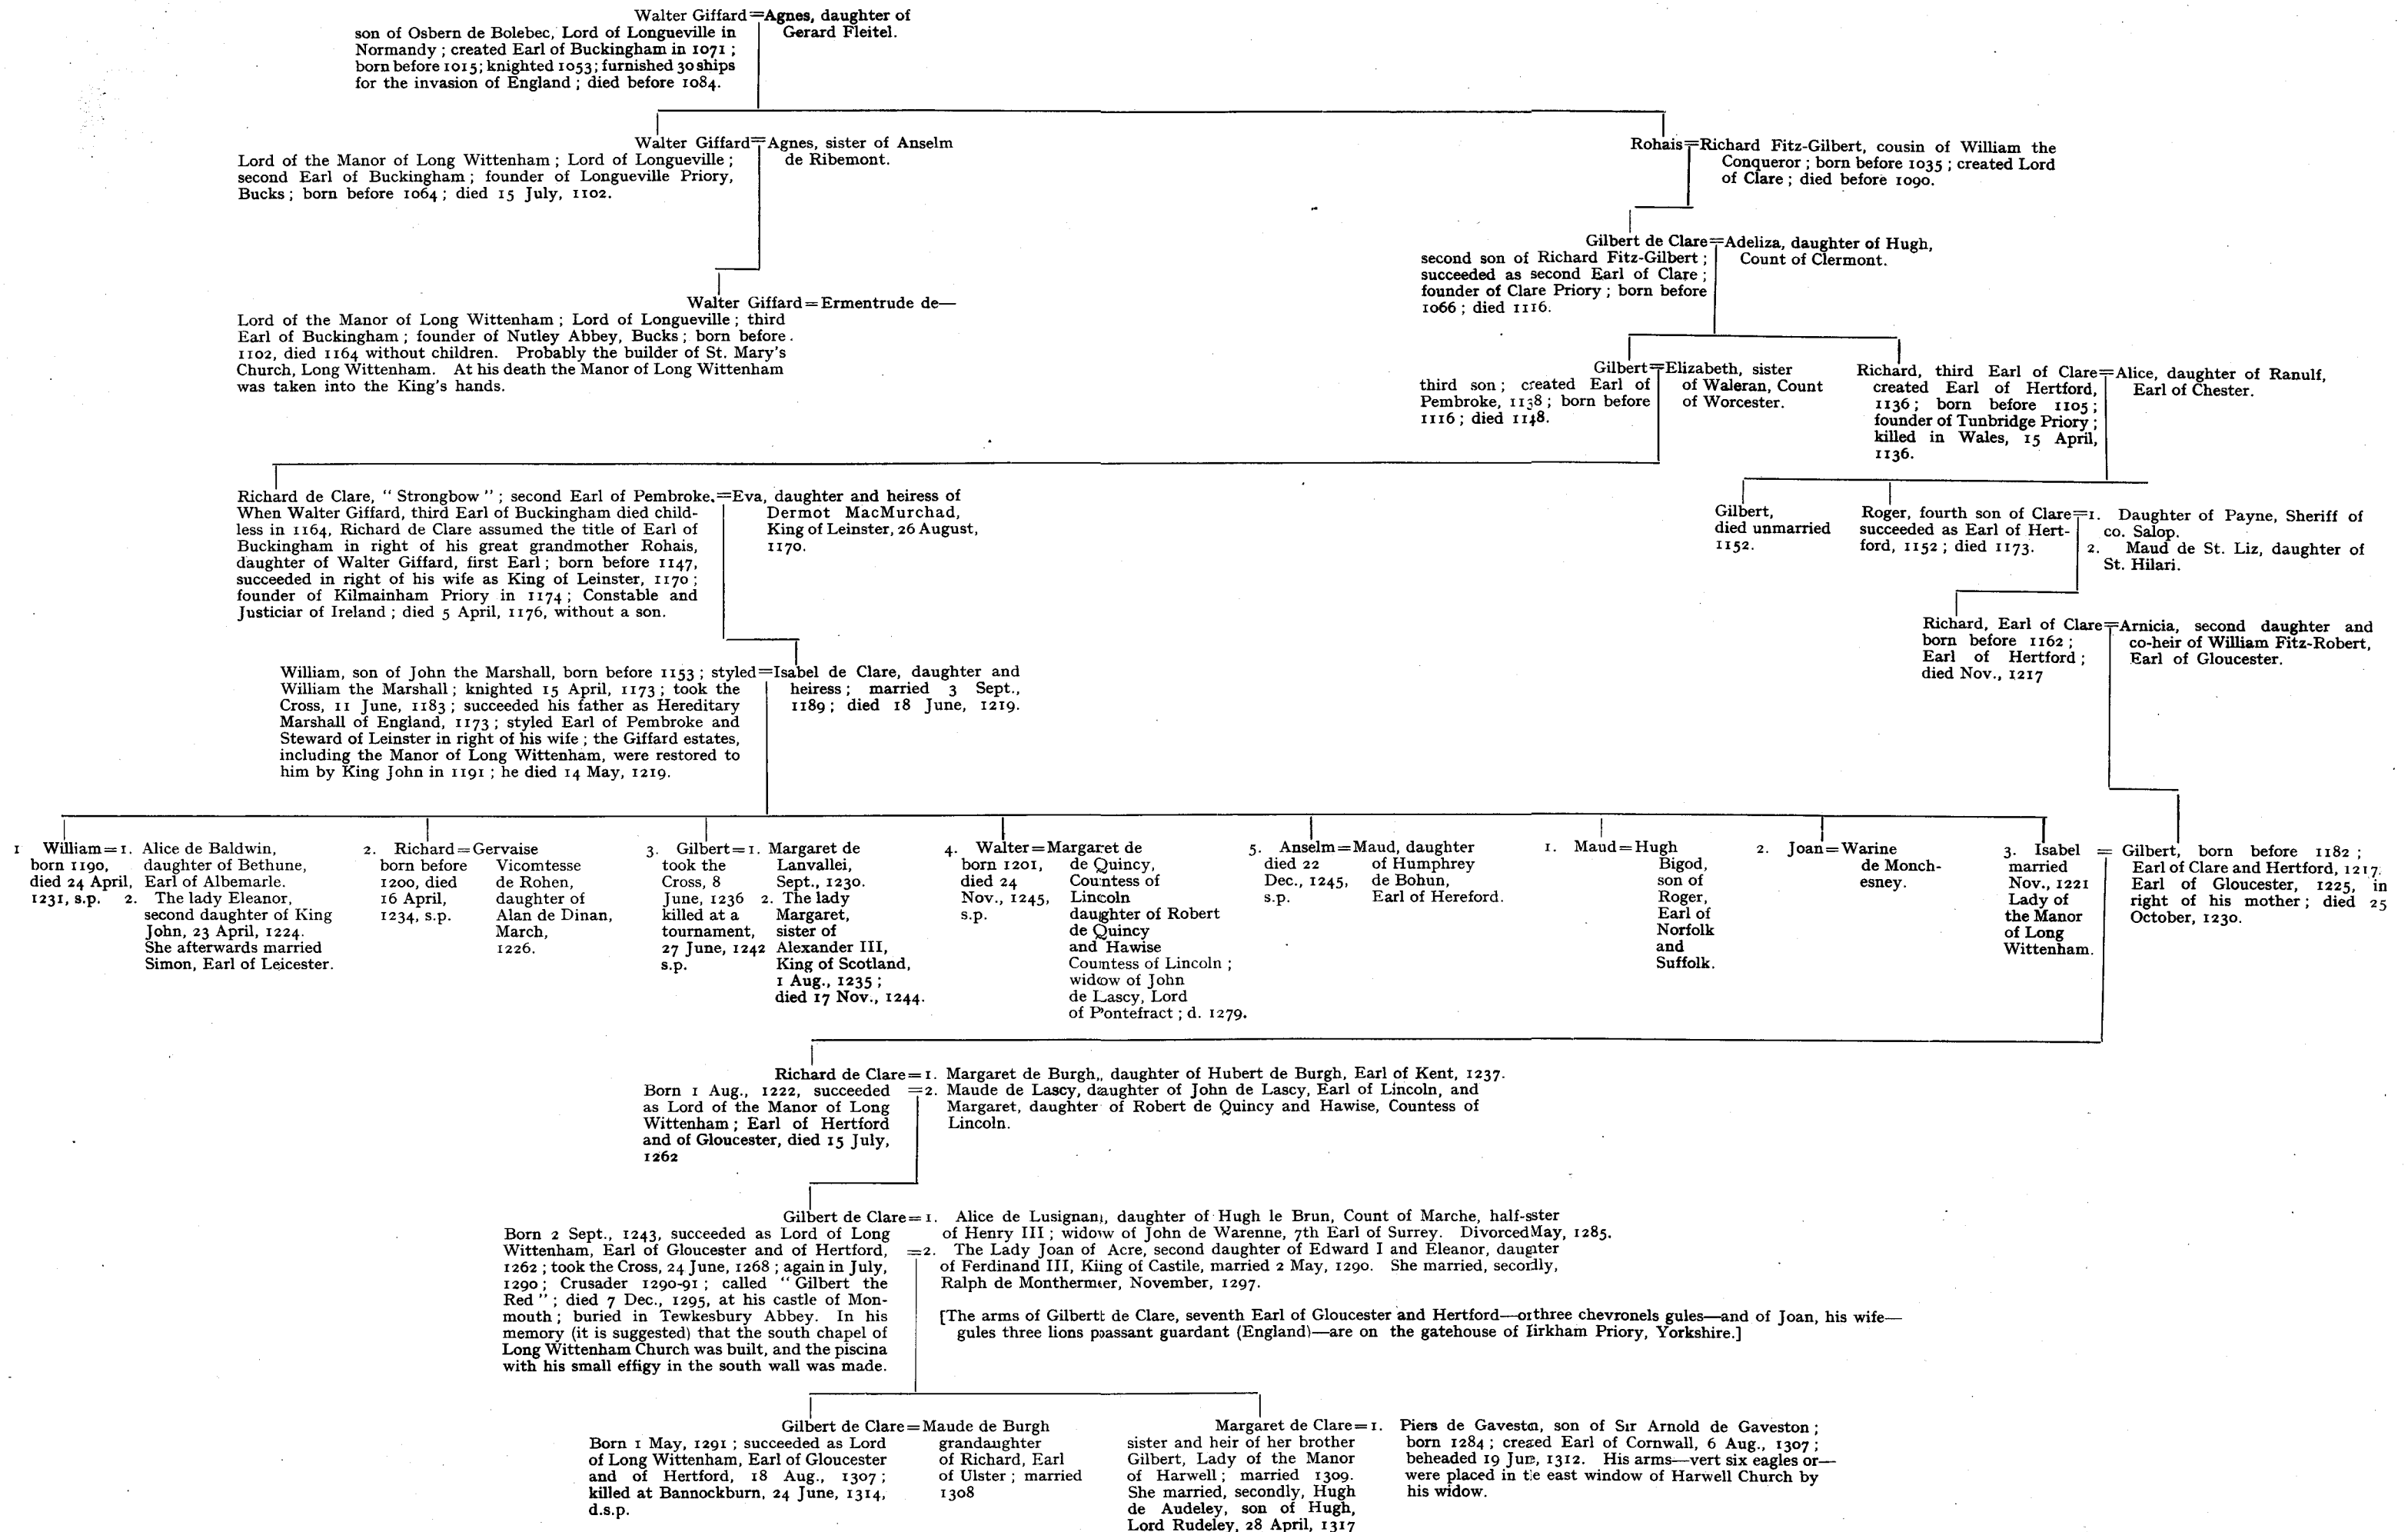 Walter Giffard=Agnes, daughter of
Gerard Fleitel.
son of Osbern de Bolebec, Lord of Longueville in
Normandy ; created Earl of Buckingham in 1071 ;
born before 1015; knighted 1053; furnished 30 ships
for the invasion of England ; died before 1084.
Walter Giffard=Agnes, sister of Anselm
de Ribemont.
Lord of the Manor of Long Wittenham ; Lord of Longueville ;
second Earl of Buckingham ; founder of Longueville Priory,
Bucks ; born before 1064 ; died 15 July, 1102.
Rohais=Richard Fitz-Gilbert, cousin of William the
Conqueror ; born before 1035 ; created Lord
of Clare ; died before 1090.
Gilbert de Clare=Adeliza, daughter of Hugh,
Count of Clermont.
second son of Richard Fitz-Gilbert ;
succeeded as second Earl of Clare ;
founder of Clare Priory ; born before
1066 ; died 1116.
Walter Giffard=Ermentrude de—
Lord of the Manor of Long Wittenham ; Lord of Longueville ; third
Earl of Buckingham ; founder of Nutley Abbey, Bucks ; born before
1102, died 1164 without children. Probably the builder of St. Mary's
Church, Long Wittenham. At his death the Manor of Long Wittenham
was taken into the King's hands.
Gilbert=Elizabeth, sister
of Waleran, Count
of Worcester.
third son ; created Earl of
Pembroke, 1138 ; born before
1116 ; died 1148.
Richard, third Earl of Clare=Alice, daughter of Ranulf,
Earl of Chester.
created Earl of Hertford,
1136 ; born before 1105 ;
founder of Tunbridge Priory ;
killed in Wales, 15 April,
1136.
Richard de Clare, "Strongbow" ; second Earl of Pembroke.=Eva, daughter and heiress of
Dermot MacMurchad,
King of Leinster, 26 August,
1170.
When Walter Giffard, third Earl of Buckingham died child-
less in 1164, Richard de Clare assumed the title of Earl of
Buckingham in right of his great grandmother Rohais,
daughter of Walter Giffard, first Earl ; born before 1147,
succeeded in right of his wife as King of Leinster, 1170 ;
founder of Kilmainham Priory in 1174 ; Constable and
Justiciar of Ireland ; died 5 April, 1176, without a son.
Gilbert,
died unmarried
1152.
Roger, fourth son of Clare=1. Daughter of Payne, Sheriff of
co. Salop.
2. Maud de St. Liz, daughter of
St. Hilari.
succeeded as Earl of Hert-
ford, 1152 ; died 1173.
Richard, Earl of Clare=Arnicia, second daughter and
co-heir of William Fitz-Robert,
Earl of Gloucester.
born before 1162 ;
Earl of Hertford ;
died Nov., 1217
William, son of John the Marshall, born before 1153 ; styled=Isabel de Clare, daughter and
heiress ; married 3 Sept.,
1189 ; died 18 June, 1219.
William the Marshall ; knighted 15 April, 1173 ; took the
Cross, 11 June, 1183 ; succeeded his father as Hereditary
Marshall of England, 1173 ; styled Earl of Pembroke and
Steward of Leinster in right of his wife ; the Giffard estates,
including the Manor of Long Wittenham, were restored to
him by King John in 1191 ; he died 14 May, 1219.
1 William=1. Alice de Baldwin,
daughter of Bethune,
Earl of Albemarle.
2. The lady Eleanor,
second daughter of King
John, 23 April, 1224.
She afterwards married
Simon, Earl of Leicester.
born 1190,
died 24 April,
1231, s.p.
2. Richard=Gervaise
Vicomtesse
de Rohen,
daughter of
Alan de Dinan,
March,
1226.
born before
1200, died
16 April,
1234, s.p.
3. Gilbert=1. Margaret de
Lanvallei,
Sept., 1230.
2. The lady
Margaret,
sister of
Alexander III,
King of Scotland,
1 Aug., 1235 ;
died 17 Nov., 1244.
took the
Cross, 8
June, 1236
killed at a
tournament,
27 June, 1242
s.p.
4. Walter=Margaret de
de Quincy,
Countess of
Lincoln
daughter of Robert
de Quincy
and Hawise
Countess of Lincoln ;
widow of John
de Lascy, Lord
of Pontefract ; d. 1279.
born 1201,
died 24
Nov., 1245,
s.p.
5. Anselm=Maud, daughter
of Humphrey
de Bohun,
Earl of Hereford.
died 22
Dec., 1245,
s.p.
1. Maud=Hugh
Bigod,
son of
Roger,
Earl of
Norfolk
and
Suffolk.
2. Joan=Warine
de Monch-
esney.
3. Isabel = Gilbert, born before 1182 ;
Earl of Clare and Hertford, 1217.
Earl of Gloucester, 1225, in
right of his mother ; died 25
October, 1230.
married
Nov., 1221
Lady of
the Manor
of Long
Wittenham.
Richard de Clare=1. Margaret de Burgh,, daughter of Hubert de Burgh, Earl of Kent, 1237.
=2. Maude de Lascy, daughter of John de Lascy, Earl of Lincoln, and
Margaret, daughter of Robert de Quincy and Hawise, Countess of
Lincoln.
Born 1 Aug., 1222, succeeded
as Lord of the Manor of Long
Wittenham ; Earl of Hertford
and of Gloucester, died 15 July,
1262
Gilbert de Clare=1. Alice de Lusignan, daughter of Hugh le Brun, Count of Marche, half-sster
of Henry III ; widow of John de Warenne, 7th Earl of Surrey. Divorced May, 1285.
=2. The Lady Joan of Acre, second daughter of Edward I and Eleanor, daugter
of Ferdinand III, Kiing of Castile, married 2 May, 1290. She married, secondly,
Ralph de Monthermer, November, 1297.
Born 2 Sept., 1243, succeeded as Lord of Long
Wittenham, Earl of Gloucester and of Hertford,
1262 ; took the Cross, 24 June, 1268 ; again in July,
1290 ; Crusader 1290-91 ; called "Gilbert the
Red" ; died 7 Dec., 1295, at his castle of Mon-
mouth ; buried in Tewkesbury Abbey. In his
memory (it is suggested) that the south chapel of
Long Wittenham Church was built, and the piscina
with his small effigy in the south wall was made.
[The arms of Gilbertt de Clare, seventh Earl of Gloucester and Hertford—or three chevronels gules—and of Joan, his wife—
gules three lions passant guardant (England)—are on the gatehouse of Kirkham Priory, Yorkshire.]
Gilbert de Clare=Maude de Burgh
grandaughter
of Richard, Earl
of Ulster ; married
1308
Born 1 May, 1291 ; succeeded as Lord
of Long Wittenham, Earl of Gloucester
and of Hertford, 18 Aug., 1307 ;
killed at Bannockburn, 24 June, 1314,
d.s.p.
Margaret de Clare=1. Piers de Gaveston, son of Sir Arnold de Gaveston ;
born 1284 ; created Earl of Cornwall, 6 Aug., 1307 ;
beheaded 19 June, 1312. His arms—vert six eagles or—
were placed in the east window of Harwell Church by
his widow.
sister and heir of her brother
Gilbert, Lady of the Manor
of Harwell ; married 1309.
She married, secondly, Hugh
de Audeley, son of Hugh,
Lord Rudeley, 28 April, 1317